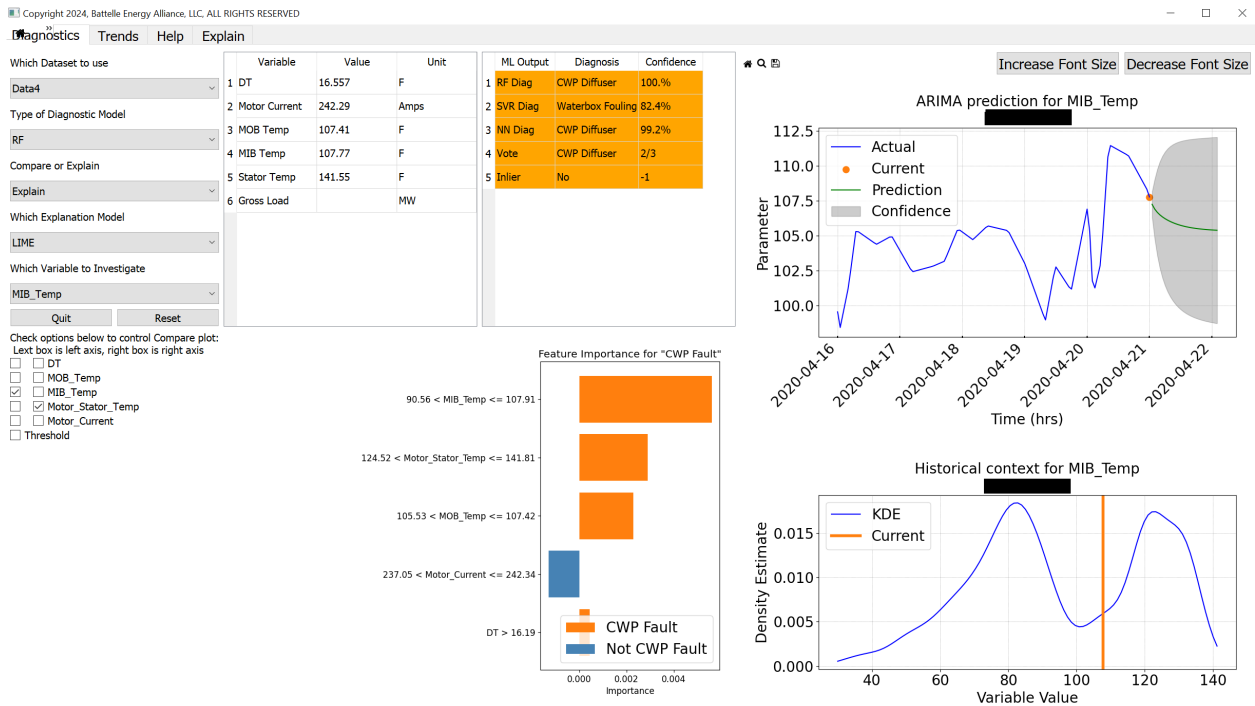 Copyright 2024, Battelle Energy Alliance, LLC, ALL RIGHTS RESERVED
Diagnostics Trends Help Explain
Which Dataset to use
Data4
Type of Diagnostic Model
RF
Compare or Explain
Explain
Which Explanation Model
LIME
Which Variable to Investigate
MIB_Temp
Quit Reset
Check options below to control Compare plot:
Lext box is left axis, right box is right axis
DT
MOB_Temp
MIB_Temp
Motor_Stator_Temp
Motor_Current
Threshold
Variable Value Unit
1 DT 16.557 F
2 Motor Current 242.29 Amps
3 MOB Temp 107.41 F
4 MIB Temp 107.77 F
5 Stator Temp 141.55 F
6 Gross Load MW
ML Output Diagnosis Confidence
1 RF Diag CWP Diffuser 100.%
2 SVR Diag Waterbox Fouling 82.4%
3 NN Diag CWP Diffuser 99.2%
4 Vote CWP Diffuser 2/3
5 Inlier No -1
Increase Font Size Decrease Font Size
ARIMA prediction for MIB_Temp
112.5
110.0
107.5
105.0
102.5
100.0
Parameter
Actual
Current
Prediction
Confidence
2020-04-16 2020-04-17 2020-04-18 2020-04-19 2020-04-20 2020-04-21 2020-04-22
Time (hrs)
Feature Importance for "CWP Fault"
90.56 < MIB_Temp <= 107.91
124.52 < Motor_Stator_Temp <= 141.81
105.53 < MOB_Temp <= 107.42
237.05 < Motor_Current <= 242.34
DT > 16.19
CWP Fault
Not CWP Fault
0.000 0.002 0.004
Importance
Historical context for MIB_Temp
0.015
0.010
0.005
0.000
Density Estimate
KDE
Current
40 60 80 100 120 140
Variable Value